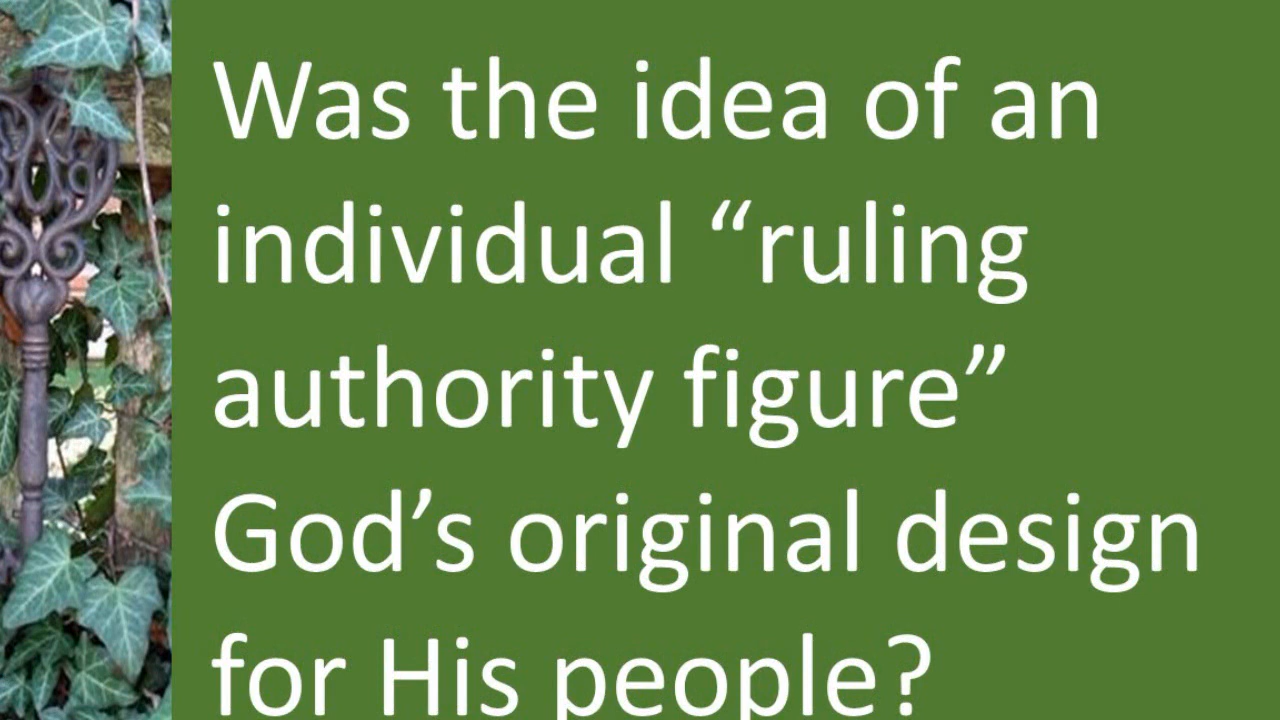 Was the idea of an
individual “ruling
authority figure”
God’s original design
for His people?